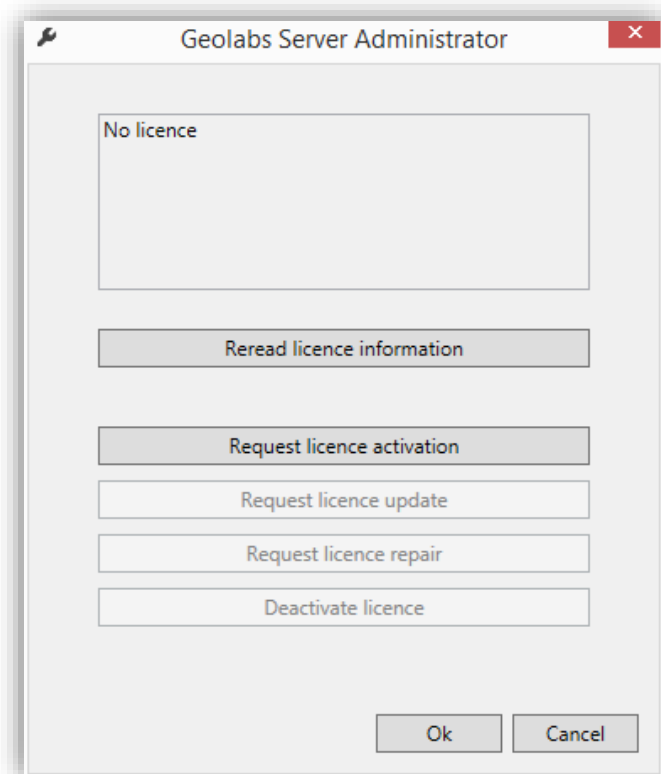 Geolabs Server Administrator
No licence
Reread licence information
Request licence activation
Request licence update
Request licence repair
Deactivate licence
Ok
Cancel